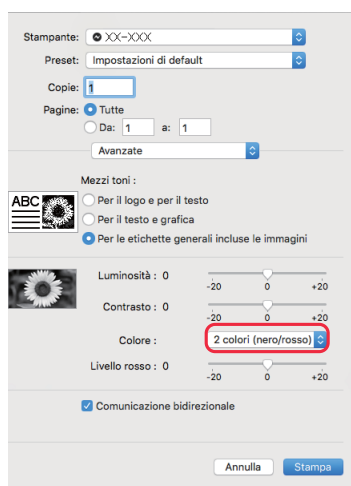 Stampante: XX-XXX
Preset: Impostazioni di default
Copie: 1
Pagine: Tutte
Da: 1 a: 1
Avanzate
Mezzi toni :
ABC
Per il logo e per il testo
Per il testo e grafica
Per le etichette generali incluse le immagini
Luminosità : 0
-20 0 +20
Contrasto : 0
-20 0 +20
Colore : 2 colori (nero/rosso)
Livello rosso : 0
-20 0 +20
Comunicazione bidirezionale
Annulla Stampa